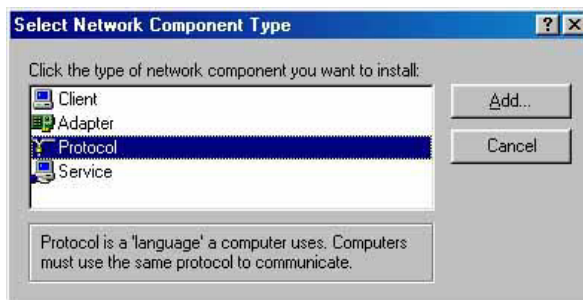 Select Network Component Type
Click the type of network component you want to install:
Client
Adapter
Protocol
Service
Add...
Cancel
Protocol is a 'language' a computer uses. Computers
must use the same protocol to communicate.